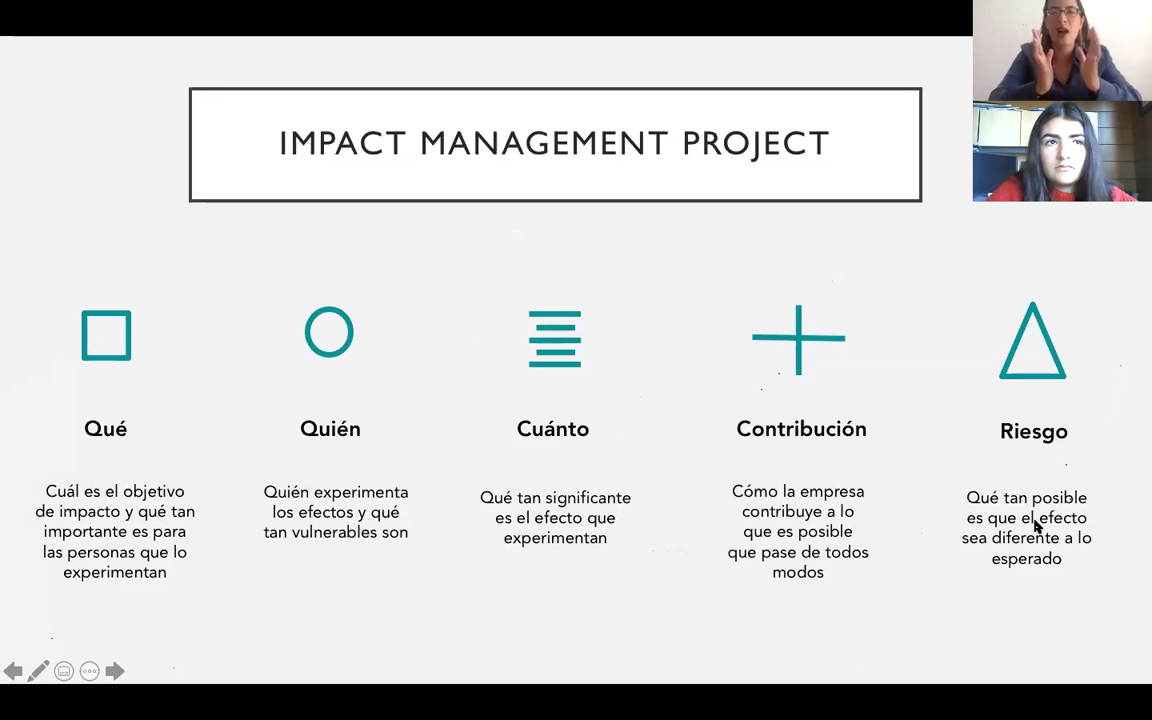 IMPACT MANAGEMENT PROJECT
Qué
Cuál es el objetivo
de impacto y qué tan
importante es para
las personas que lo
experimentan
Quién
Quién experimenta
los efectos y qué
tan vulnerables son
Cuánto
Qué tan significante
es el efecto que
experimentan
Contribución
Cómo la empresa
contribuye a lo
que es posible
que pase de todos
modos
Riesgo
Qué tan posible
es que el efecto
sea diferente a lo
esperado